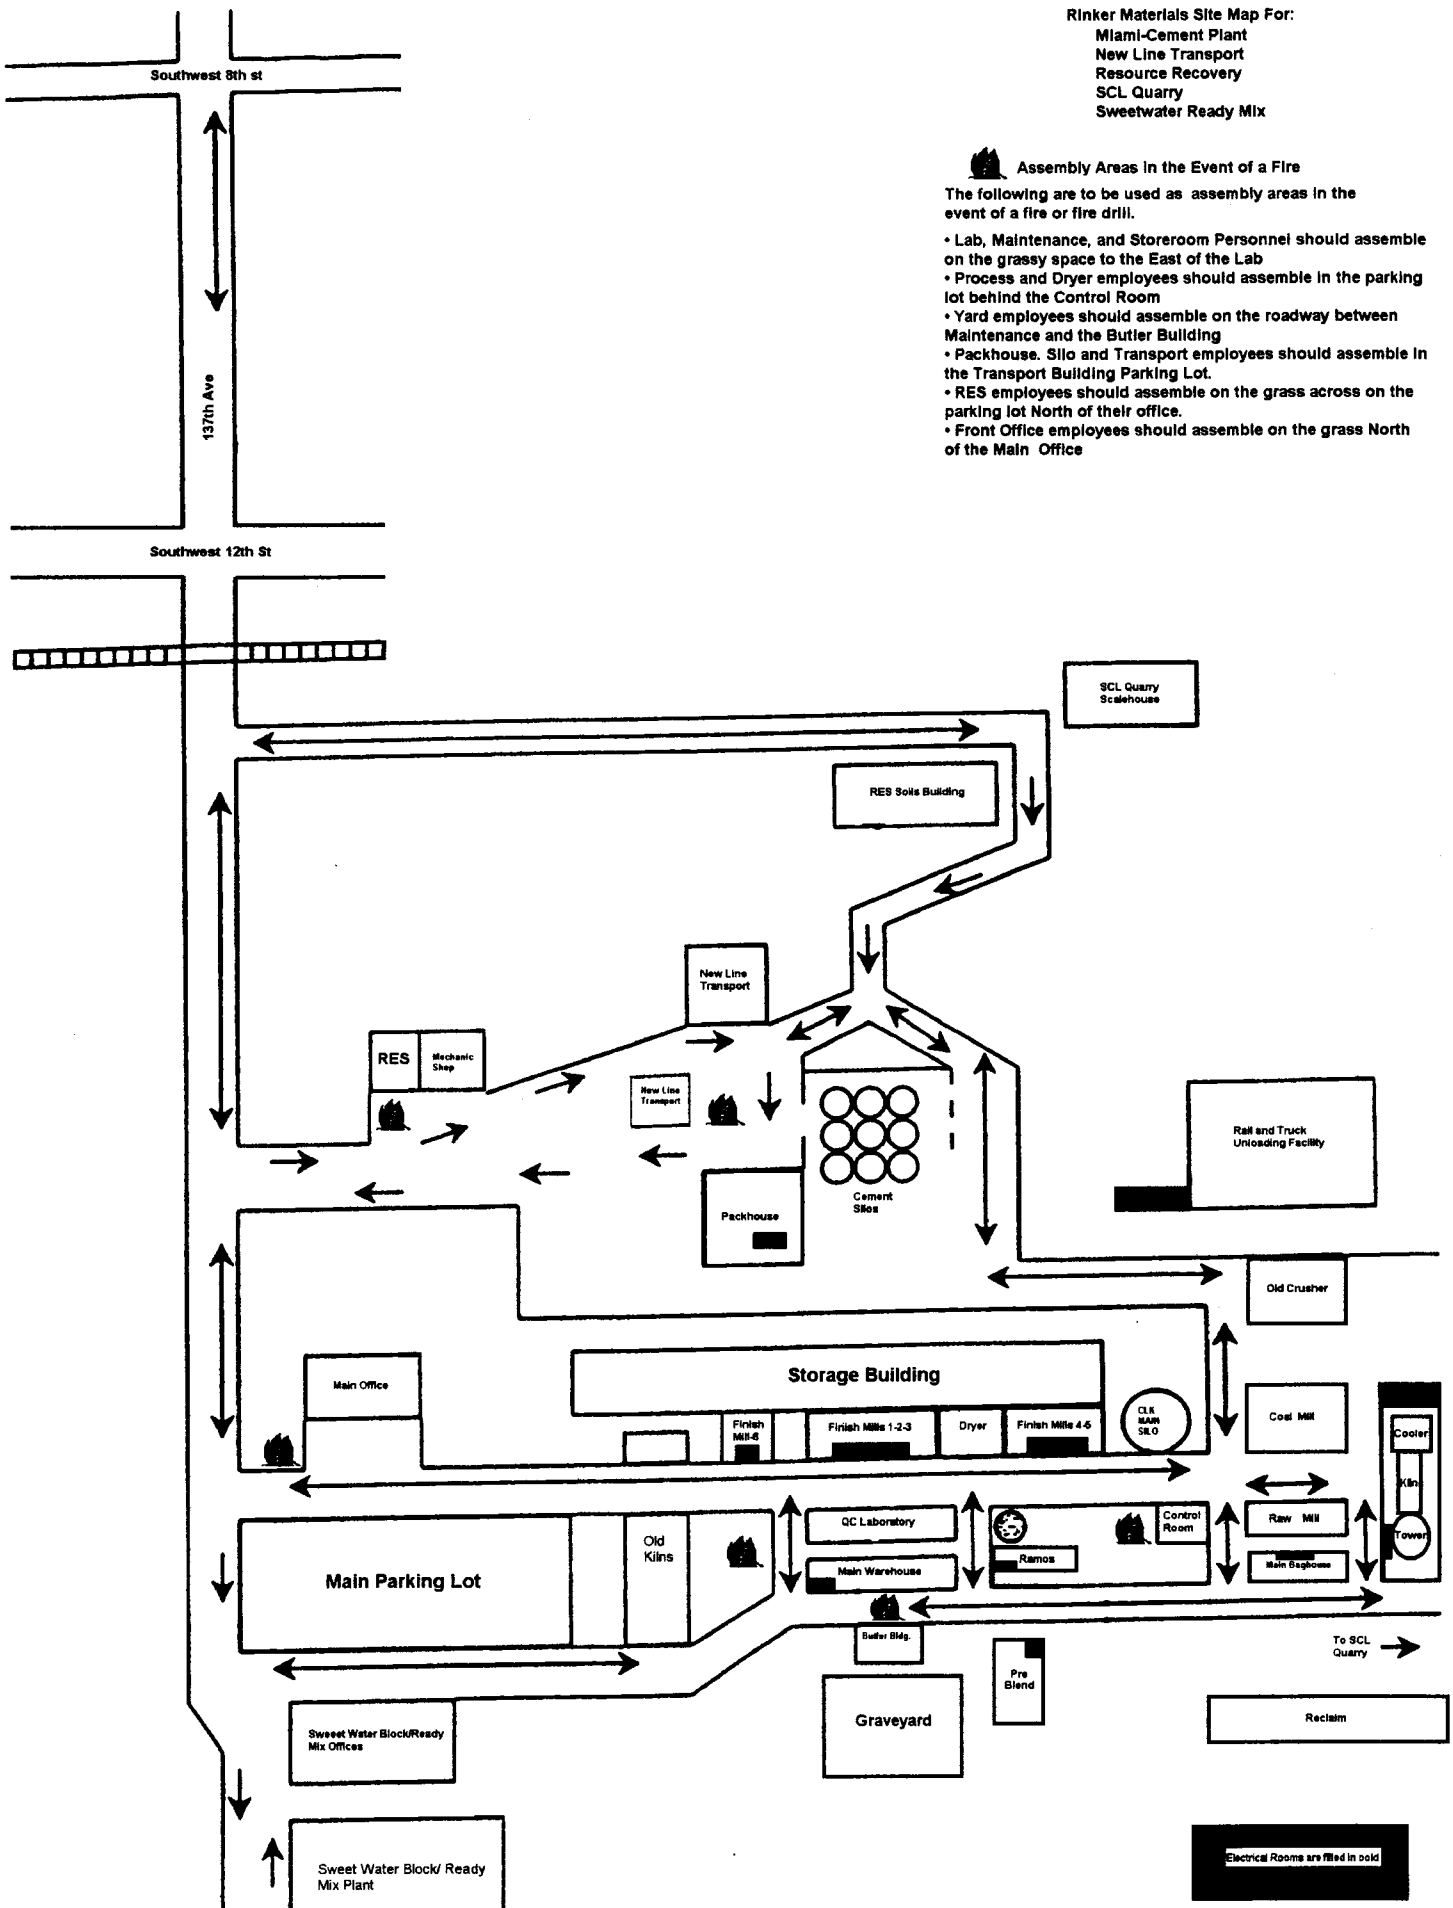 Rinker Materials Site Map For:
Miami-Cement Plant
New Line Transport
Resource Recovery
SCL Quarry
Sweetwater Ready Mix
Southwest 8th st
Assembly Areas in the Event of a Fire
The following are to be used as assembly areas in the
event of a fire or fire drill.
• Lab, Maintenance, and Storeroom Personnel should assemble
on the grassy space to the East of the Lab
• Process and Dryer employees should assemble in the parking
lot behind the Control Room
• Yard employees should assemble on the roadway between
Maintenance and the Butler Building
• Packhouse. Silo and Transport employees should assemble in
the Transport Building Parking Lot.
• RES employees should assemble on the grass across on the
parking lot North of their office.
• Front Office employees should assemble on the grass North
of the Main Office
137th Ave
Southwest 12th St
SCL Quarry
Scalehouse
RES Soils Building
New Line
Transport
RES
Mechanic
Shop
New Line
Transport
Rail and Truck
Unloading Facility
Cement
Silos
Packhouse
Old Crusher
Main Office
Storage Building
CLK
MAIN
SILO
Coal Mill
Cooler
Finish
Mill-6
Finish Mills 1-2-3
Dryer
Finish Mills 4-5
Kiln
QC Laboratory
Control
Room
Raw Mill
Tower
Old
Kilns
Main Parking Lot
Main Warehouse
Ramos
Main Baghouse
Butler Bldg.
To SCL
Quarry
Pre
Blend
Graveyard
Reclaim
Sweeet Water Block/Ready
Mix Offices
Sweet Water Block/ Ready
Mix Plant
Electrical Rooms are filled in bold